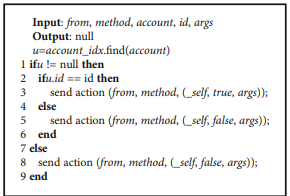 Input: from, method, account, id, args
Output: null
u=account_idx.find(account)
1 ifu != null then
2 ifu.id == id then
3 send action (from, method, (_self, true, args));
4 else
5 send action (from, method, (_self, false, args));
6 end
7 else
8 send action (from, method, (_self, false, args));
9 end